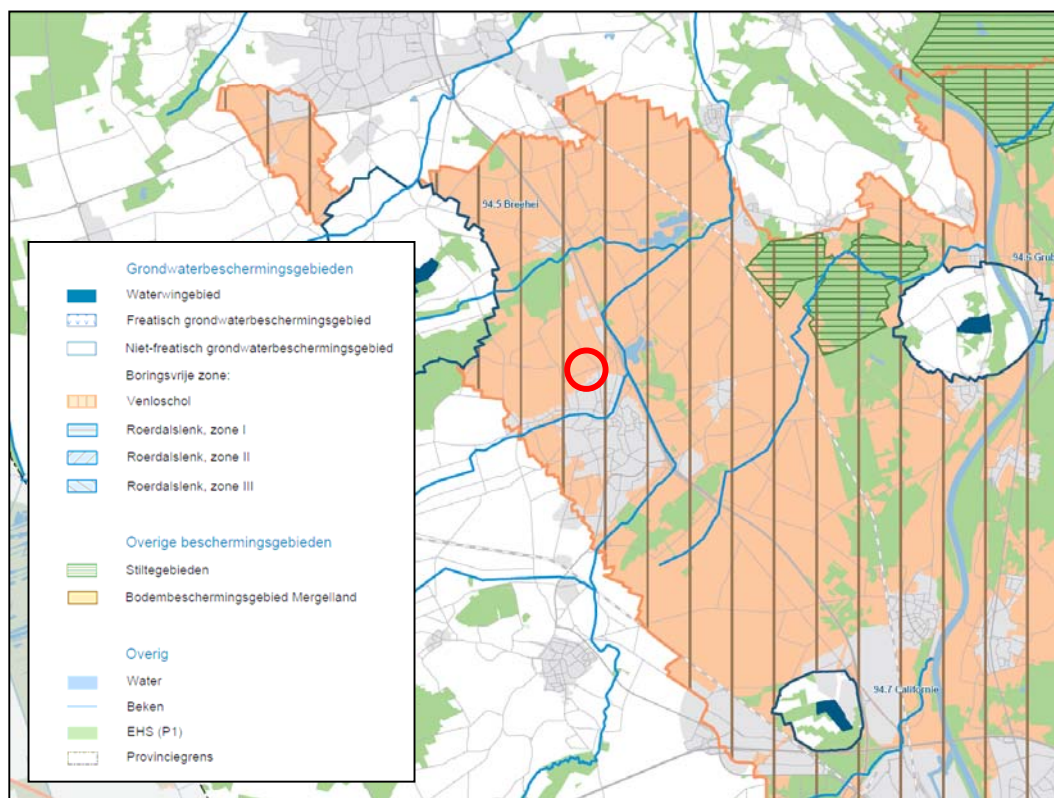 94.5 Breehei
94.6 Grub
Grondwaterbeschermingsgebieden
Waterwingebied
Freatisch grondwaterbeschermingsgebied
Niet-freatisch grondwaterbeschermingsgebied
Boringsvrije zone:
Venloschol
Roerdalslenk, zone I
Roerdalslenk, zone II
Roerdalslenk, zone III
Overige beschermingsgebieden
Stiltegebieden
Bodembeschermingsgebied Mergelland
Overig
Water
Beken
EHS (P1)
Provinciegrens
94.7 Californie